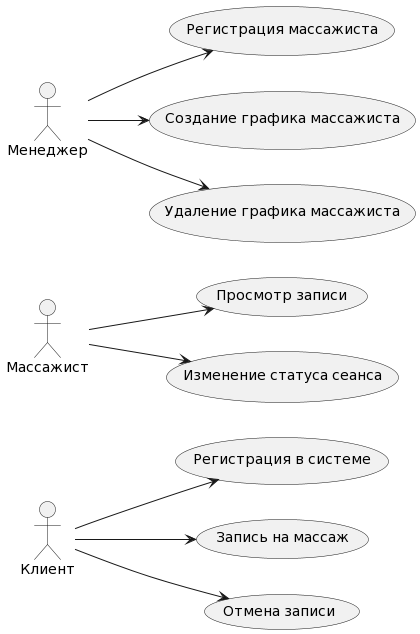 Регистрация массажиста
Создание графика массажиста
Менеджер
Удаление графика массажиста
Просмотр записи
Массажист
Изменение статуса сеанса
Регистрация в системе
Запись на массаж
Клиент
Отмена записи